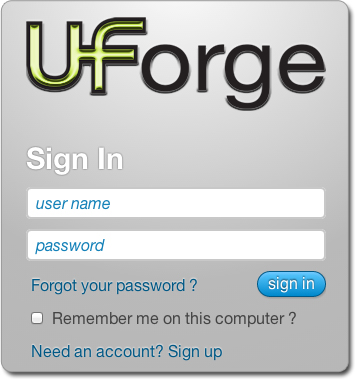 UForge
Sign In
user name
password
Forgot your password ?
sign in
Remember me on this computer ?
Need an account? Sign up